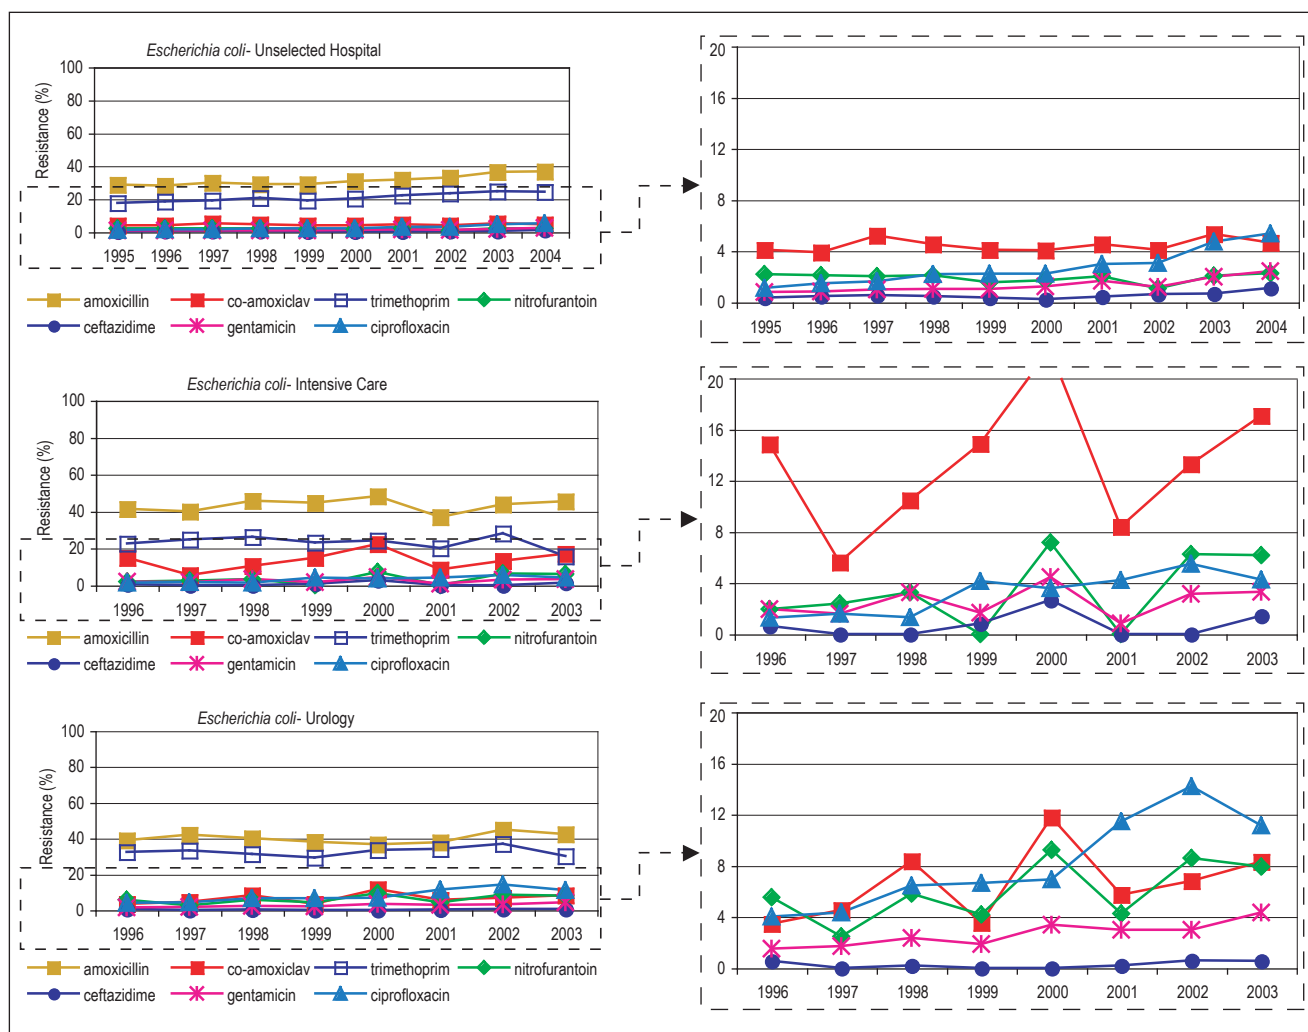 Escherichia coli- Unselected Hospital
Resistance (%)
100
80
60
40
20
0
1995 1996 1997 1998 1999 2000 2001 2002 2003 2004
amoxicillin co-amoxiclav trimethoprim nitrofurantoin
ceftazidime gentamicin ciprofloxacin
20
16
12
8
4
0
1995 1996 1997 1998 1999 2000 2001 2002 2003 2004
Escherichia coli- Intensive Care
Resistance (%)
100
80
60
40
20
0
1996 1997 1998 1999 2000 2001 2002 2003
amoxicillin co-amoxiclav trimethoprim nitrofurantoin
ceftazidime gentamicin ciprofloxacin
20
16
12
8
4
0
1996 1997 1998 1999 2000 2001 2002 2003
Escherichia coli- Urology
Resistance (%)
100
80
60
40
20
0
1996 1997 1998 1999 2000 2001 2002 2003
amoxicillin co-amoxiclav trimethoprim nitrofurantoin
ceftazidime gentamicin ciprofloxacin
20
16
12
8
4
0
1996 1997 1998 1999 2000 2001 2002 2003